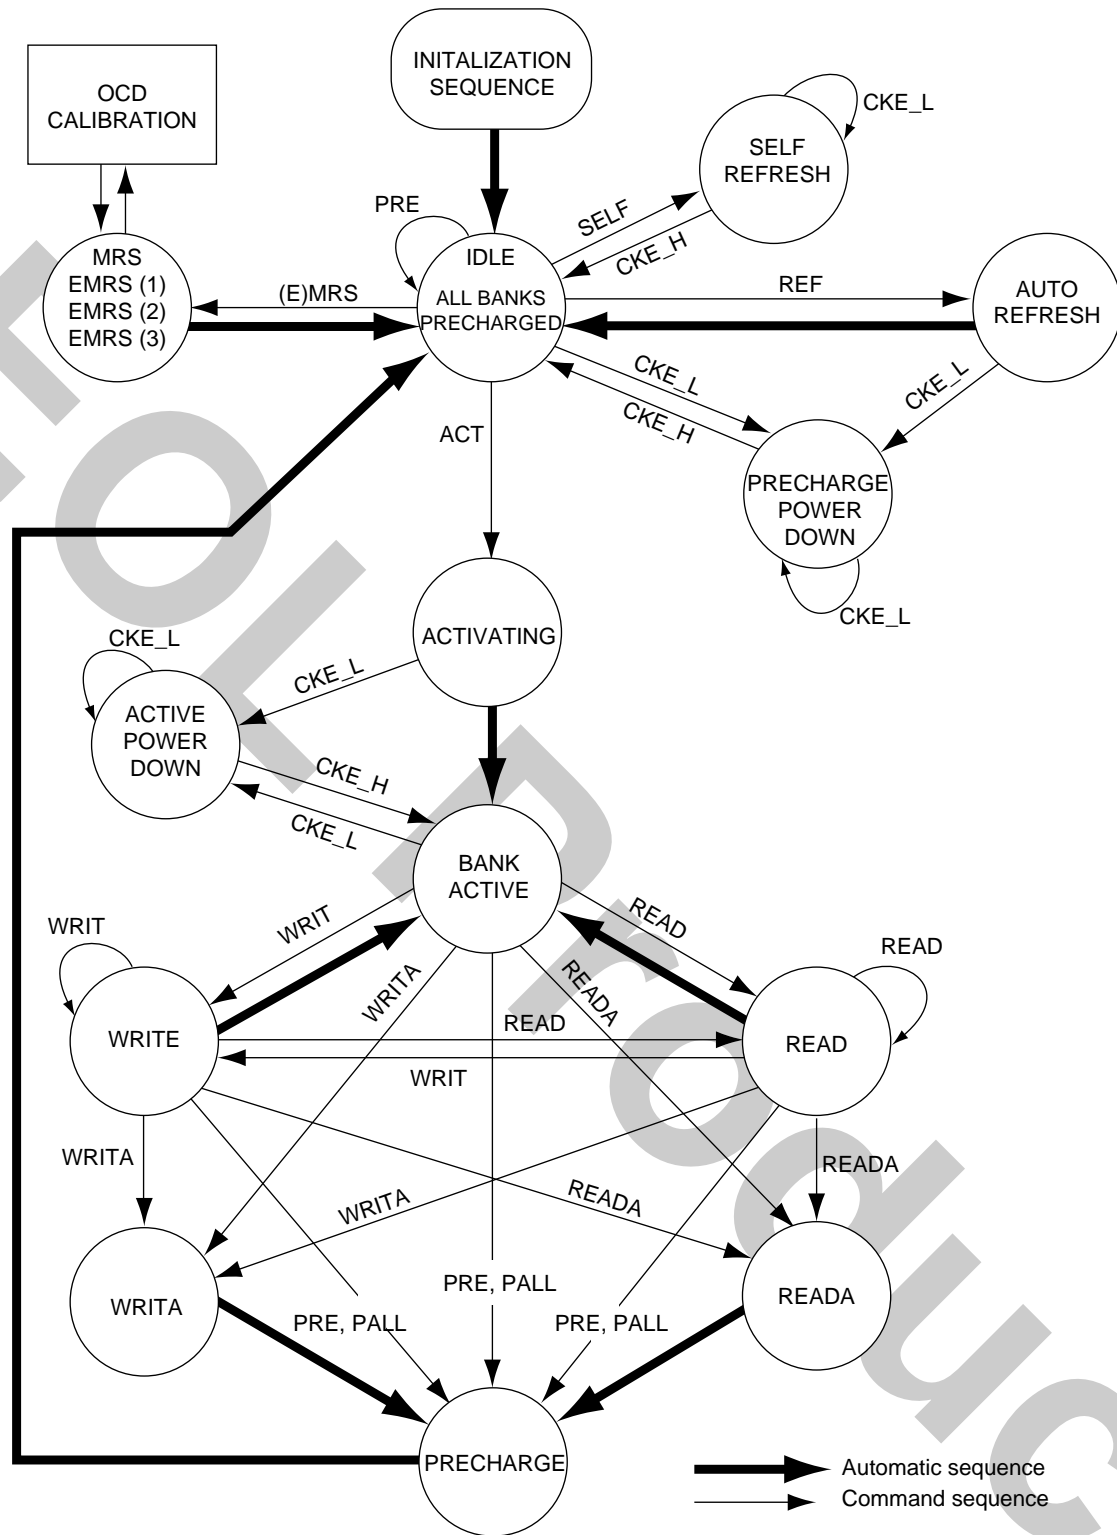 INITALIZATION
SEQUENCE
OCD
CALIBRATION
CKE_L
SELF
REFRESH
PRE
SELF
CKE_H
MRS
EMRS (1)
EMRS (2)
EMRS (3)
(E)MRS
IDLE
ALL BANKS
PRECHARGED
REF
AUTO
REFRESH
CKE_L
CKE_H
CKE_L
ACT
PRECHARGE
POWER
DOWN
CKE_L
ACTIVATING
CKE_L
CKE_L
ACTIVE
POWER
DOWN
CKE_H
CKE_L
BANK
ACTIVE
WRIT
WRIT
READ
READ
WRITA
READA
WRITE
READ
WRIT
READ
WRITA
WRITA
READA
READA
WRITA
PRE, PALL
PRE, PALL
PRE, PALL
READA
PRECHARGE
Automatic sequence
Command sequence
EOL Product